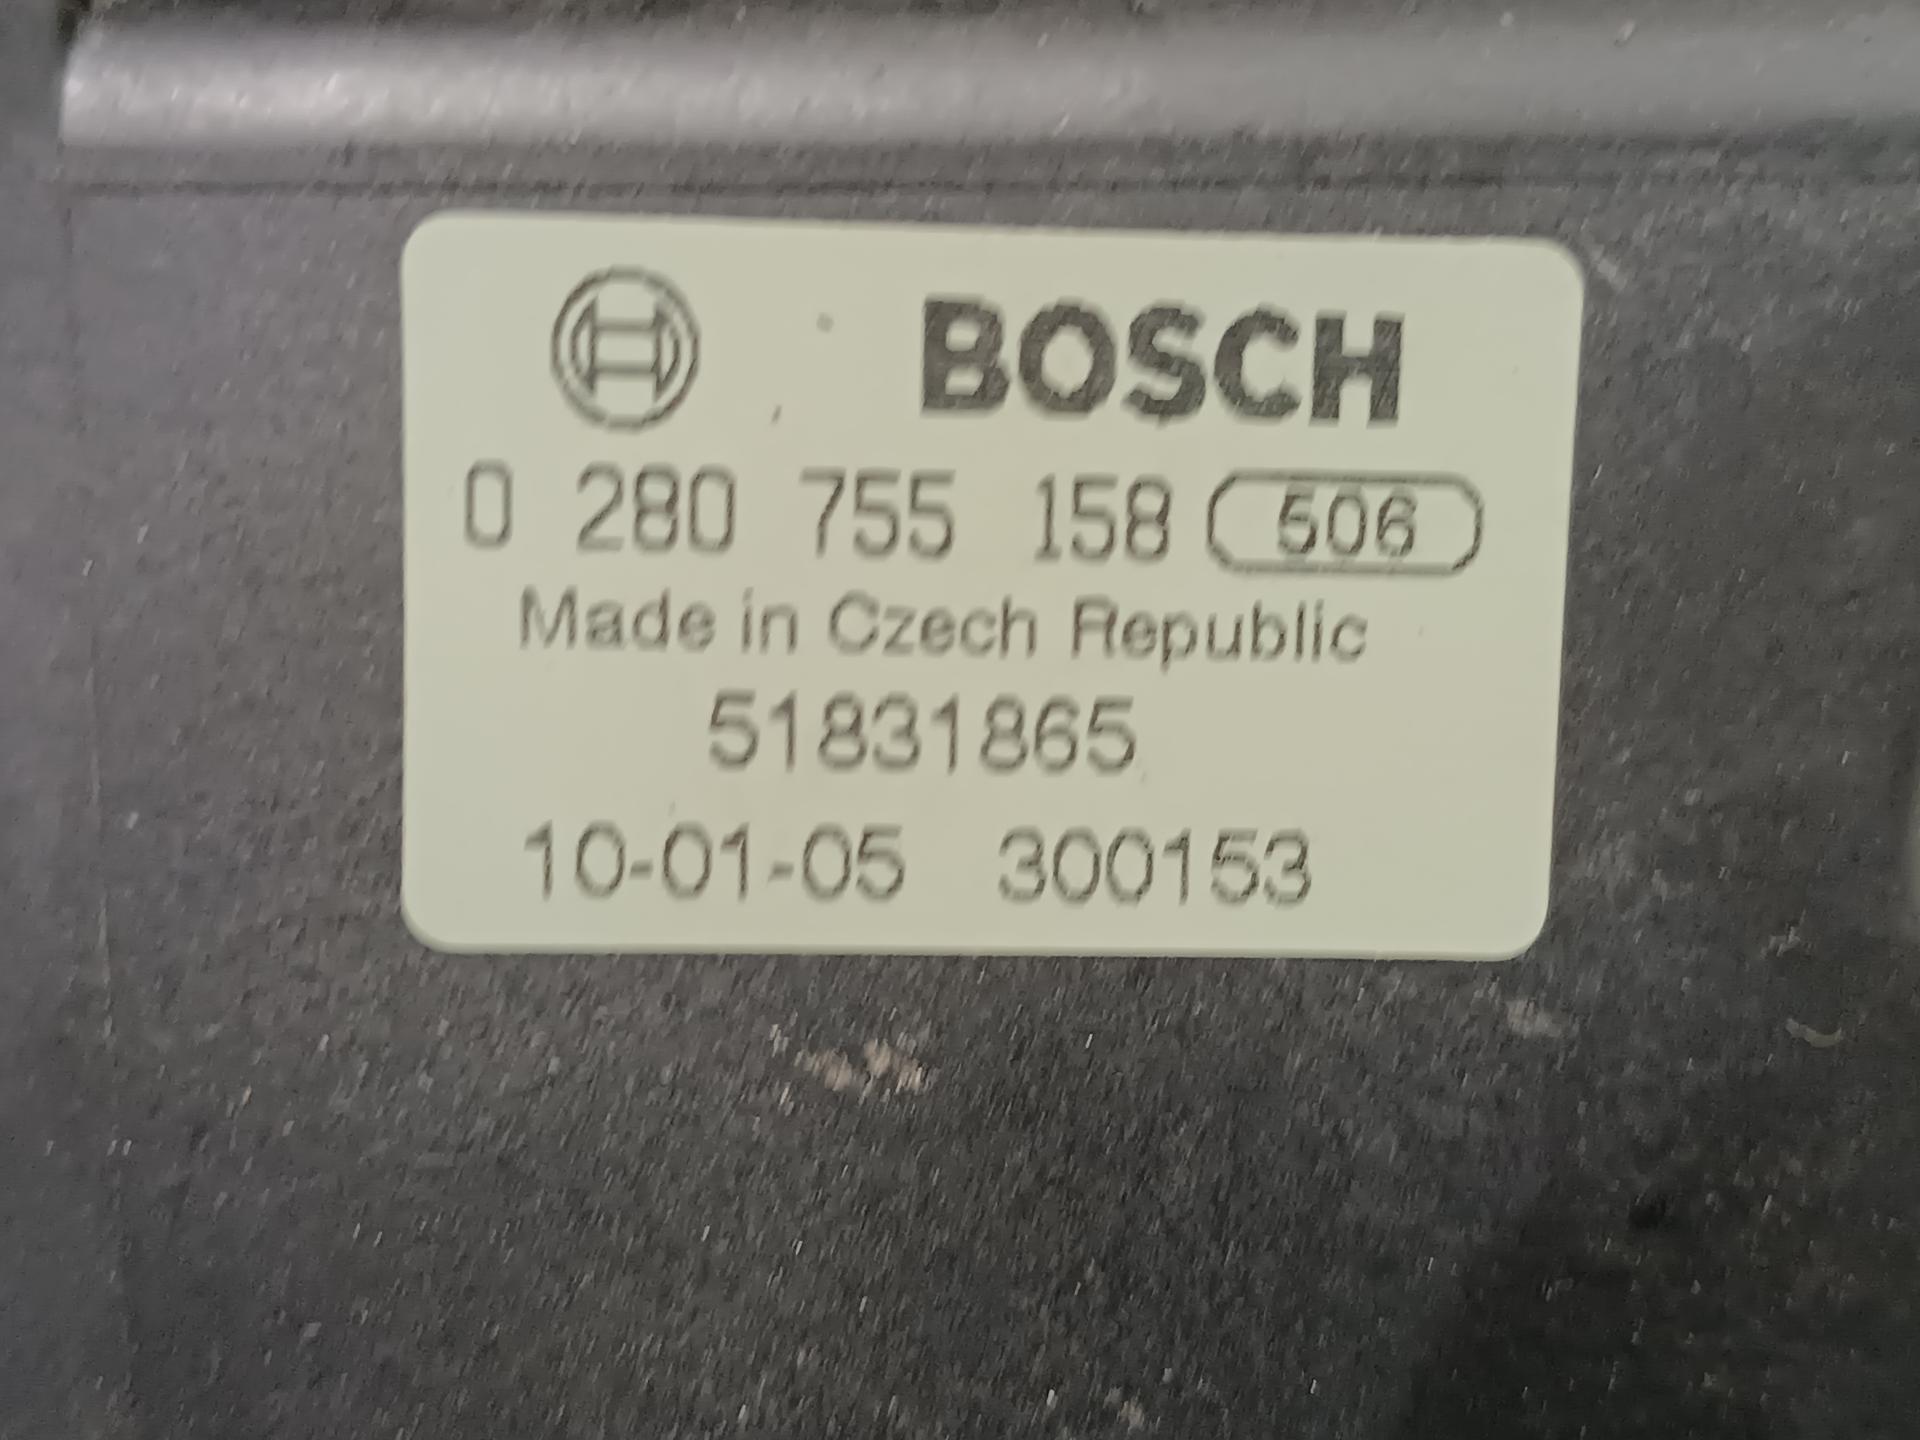 BOSCH
0 280 755 158 506
Made in Czech Republic
51831865
10-01-05 300153